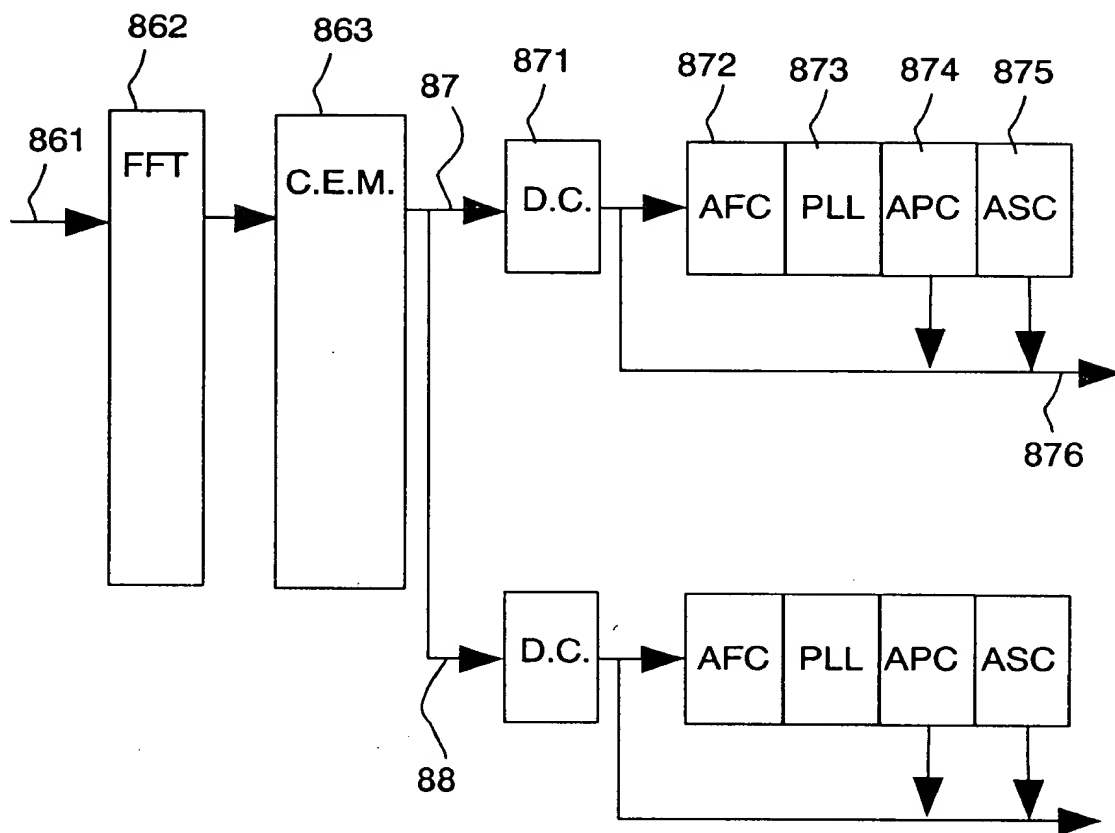 862
863
87
871
872
873
874
875
861
FFT
C.E.M.
D.C.
AFC
PLL
APC
ASC
876
D.C.
AFC
PLL
APC
ASC
88